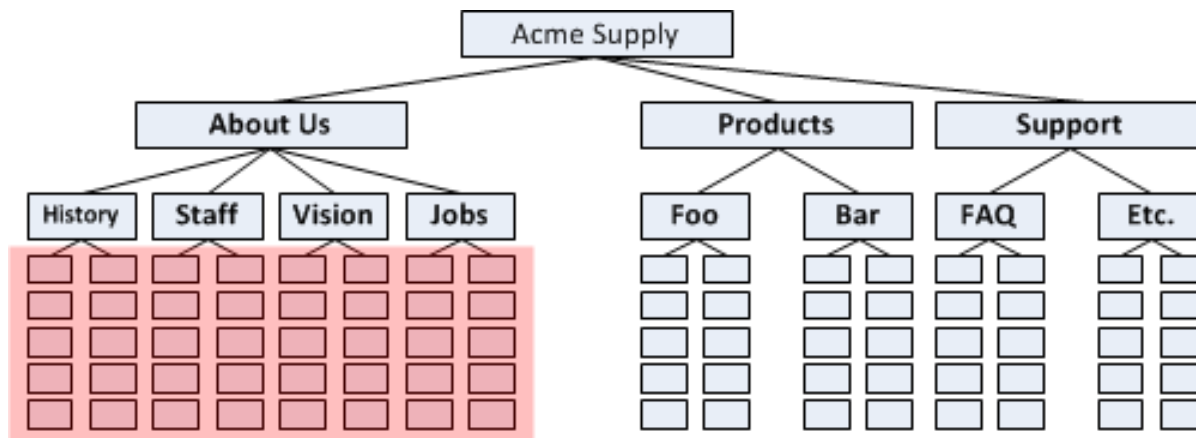 Acme Supply
About Us
Products
Support
History
Staff
Vision
Jobs
Foo
Bar
FAQ
Etc.